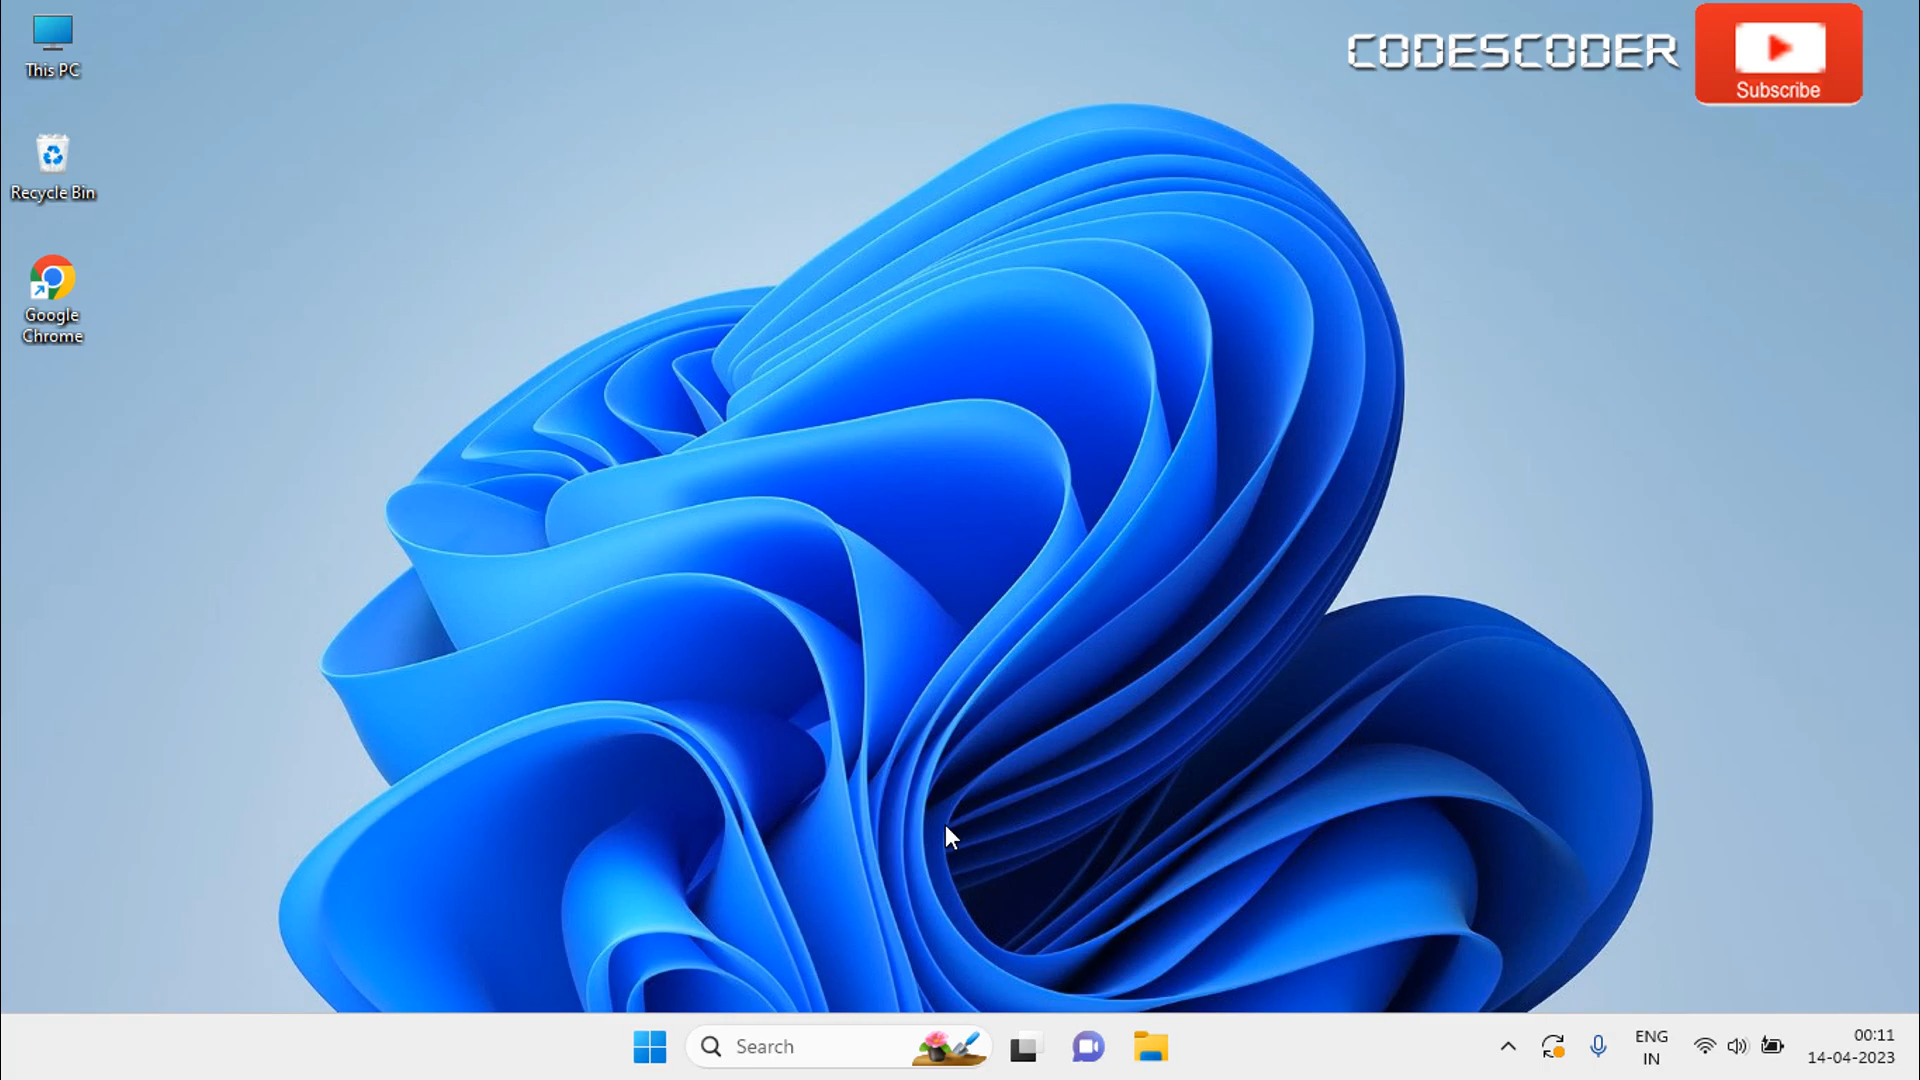 This PC
CODESCODER
Subscribe
Recycle Bin
Google
Chrome
Search
ENG
IN
00:11
14-04-2023